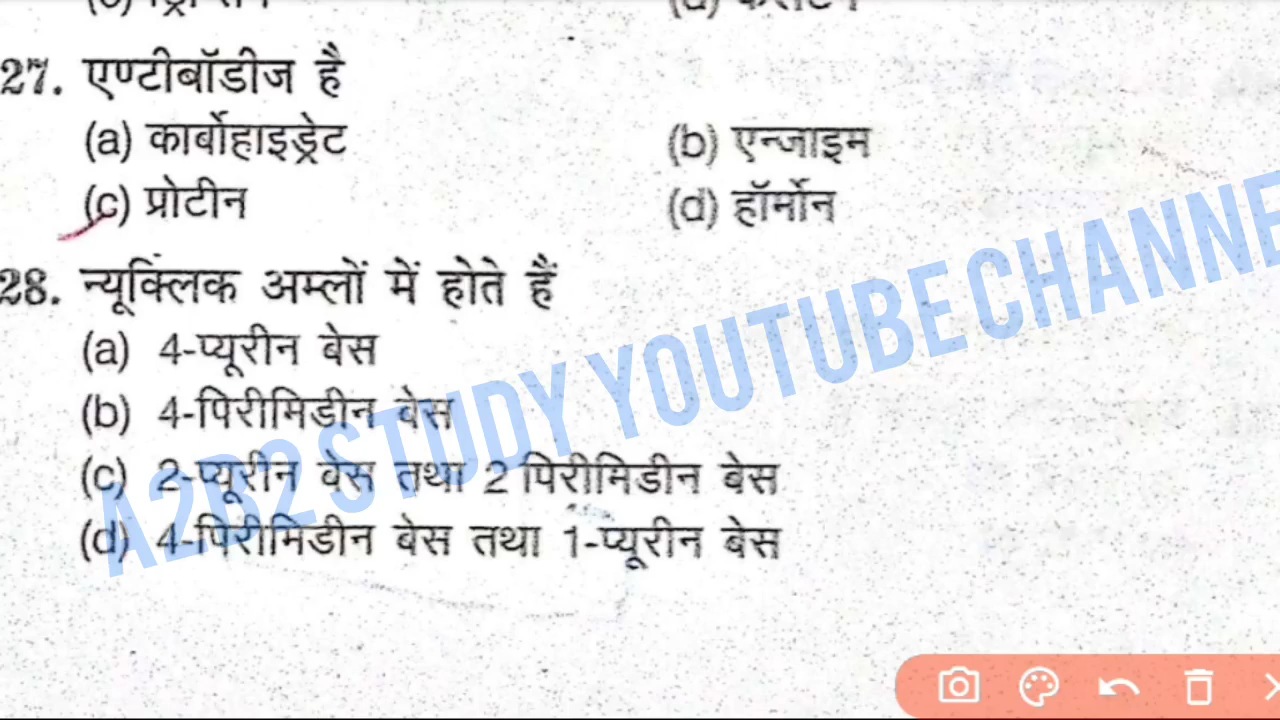 27. एण्टीबॉडीज है
(a) कार्बोहाइड्रेट (b) एन्जाइम
(c) प्रोटीन (d) हॉर्मोन
28. न्यूक्लिक अम्लों में होते हैं
(a) 4-प्यूरीन बेस
(b) 4-पिरीमिडीन बेस
(c) 2-प्यूरीन बेस तथा 2 पिरीमिडीन बेस
(d) 4-पिरीमिडीन बेस तथा 1-प्यूरीन बेस
A2B2 STUDY YOUTUBE CHANNE